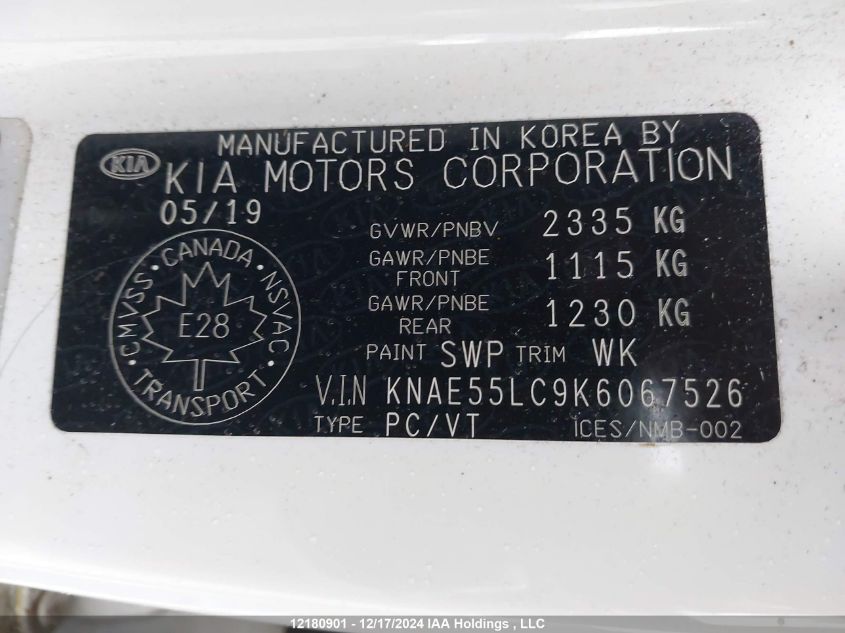 MANUFACTURED IN KOREA BY
KIA KIA MOTORS CORPORATION
05/19
GVWR/PNBV 2335 KG
GAWR/PNBE FRONT 1115 KG
GAWR/PNBE REAR 1230 KG
CMVSS · CANADA · NSVAC
E28
TRANSPORT
PAINT SWP TRIM WK
V.I.N KNAE55LC9K6067526
TYPE PC/VT ICES/NMB-002
12180901 - 12/17/2024 IAA Holdings , LLC